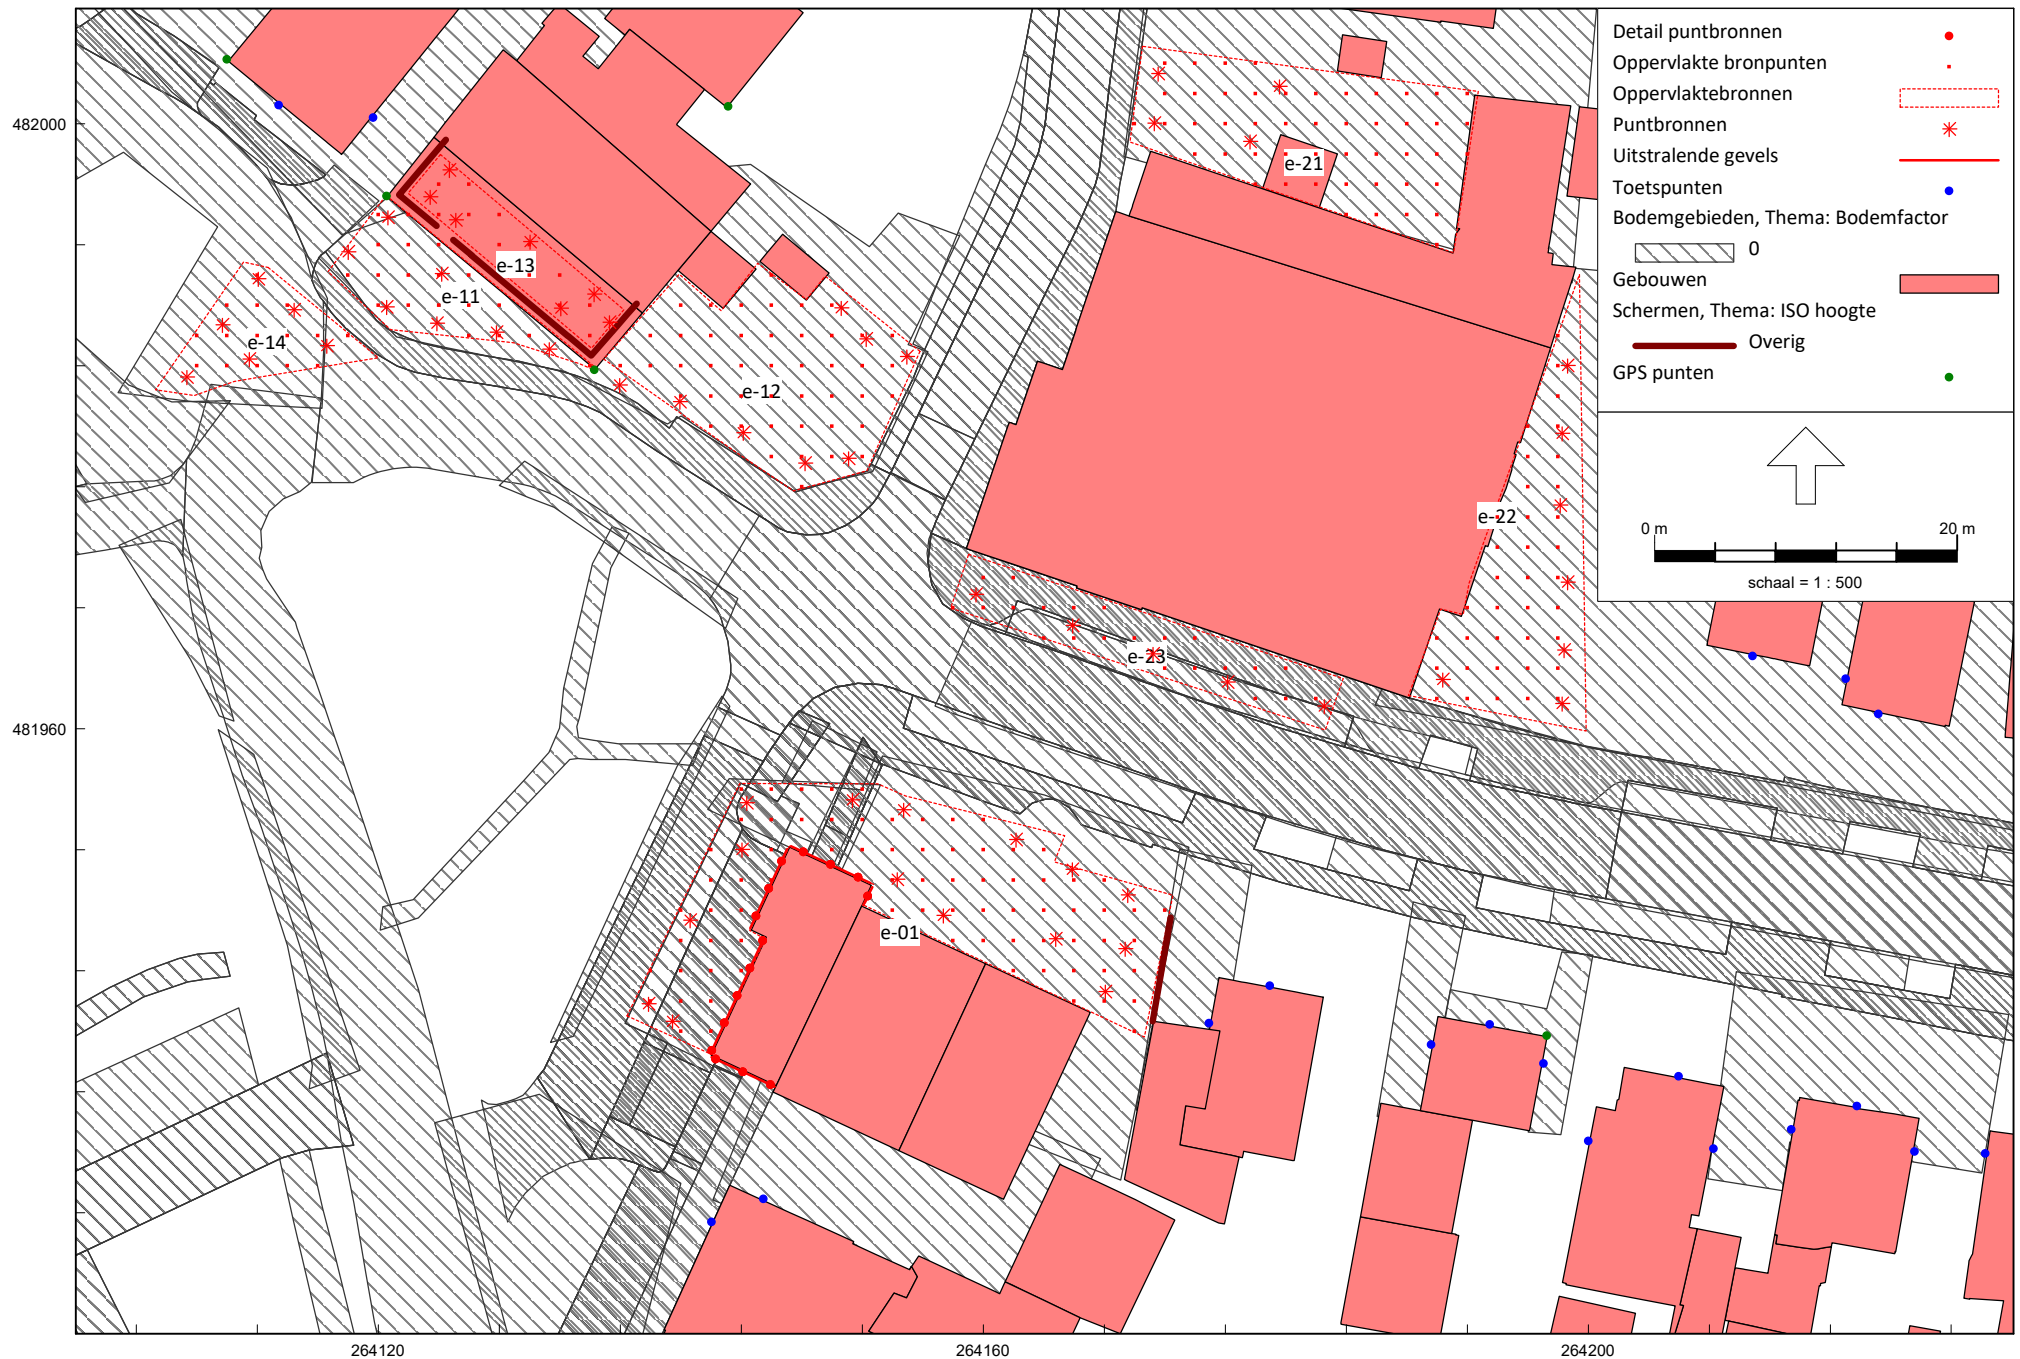 Detail puntbronnen
Oppervlakte bronpunten
Oppervlaktebronnen
Puntbronnen
Uitstralende gevels
Toetspunten
Bodemgebieden, Thema: Bodemfactor
0
Gebouwen
Schermen, Thema: ISO hoogte
Overig
GPS punten
0 m 20 m
schaal = 1 : 500
482000
481960
e-21
e-13
e-11
e-14
e-12
e-22
e-23
e-01
264120 264160 264200